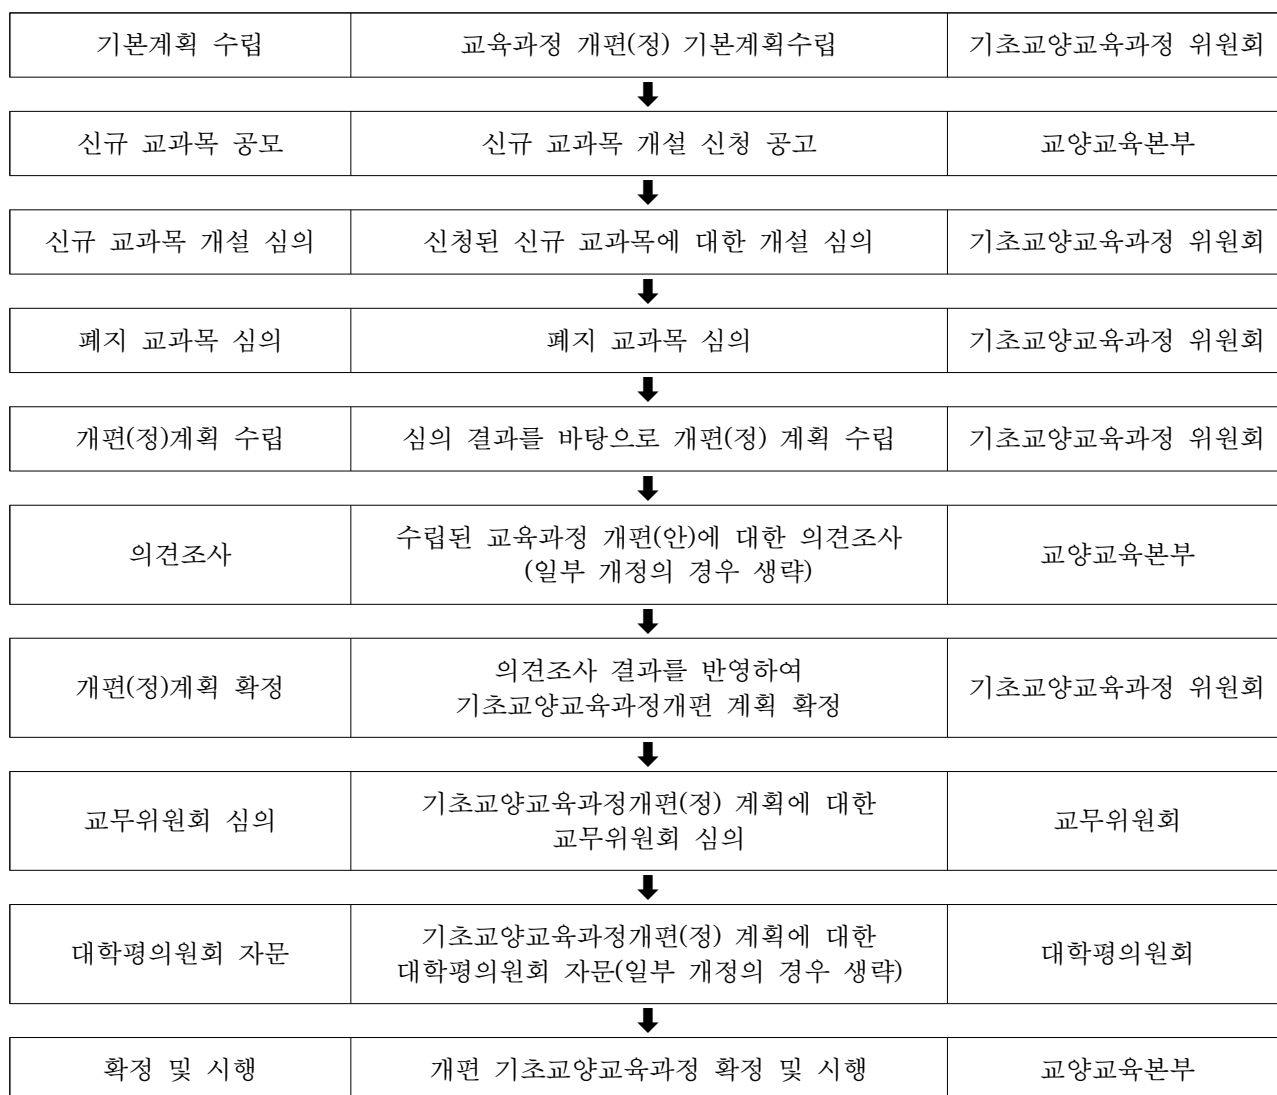 기본계획 수립 교육과정 개편(정) 기본계획수립 기초교양교육과정 위원회
신규 교과목 공모 신규 교과목 개설 신청 공고 교양교육본부
신규 교과목 개설 심의 신청된 신규 교과목에 대한 개설 심의 기초교양교육과정 위원회
폐지 교과목 심의 폐지 교과목 심의 기초교양교육과정 위원회
개편(정)계획 수립 심의 결과를 바탕으로 개편(정) 계획 수립 기초교양교육과정 위원회
의견조사
수립된 교육과정 개편(안)에 대한 의견조사
(일부 개정의 경우 생략)
교양교육본부
개편(정)계획 확정
의견조사 결과를 반영하여
기초교양교육과정개편 계획 확정
기초교양교육과정 위원회
교무위원회 심의
기초교양교육과정개편(정) 계획에 대한
교무위원회 심의
교무위원회
대학평의원회 자문
기초교양교육과정개편(정) 계획에 대한
대학평의원회 자문(일부 개정의 경우 생략)
대학평의원회
확정 및 시행 개편 기초교양교육과정 확정 및 시행 교양교육본부